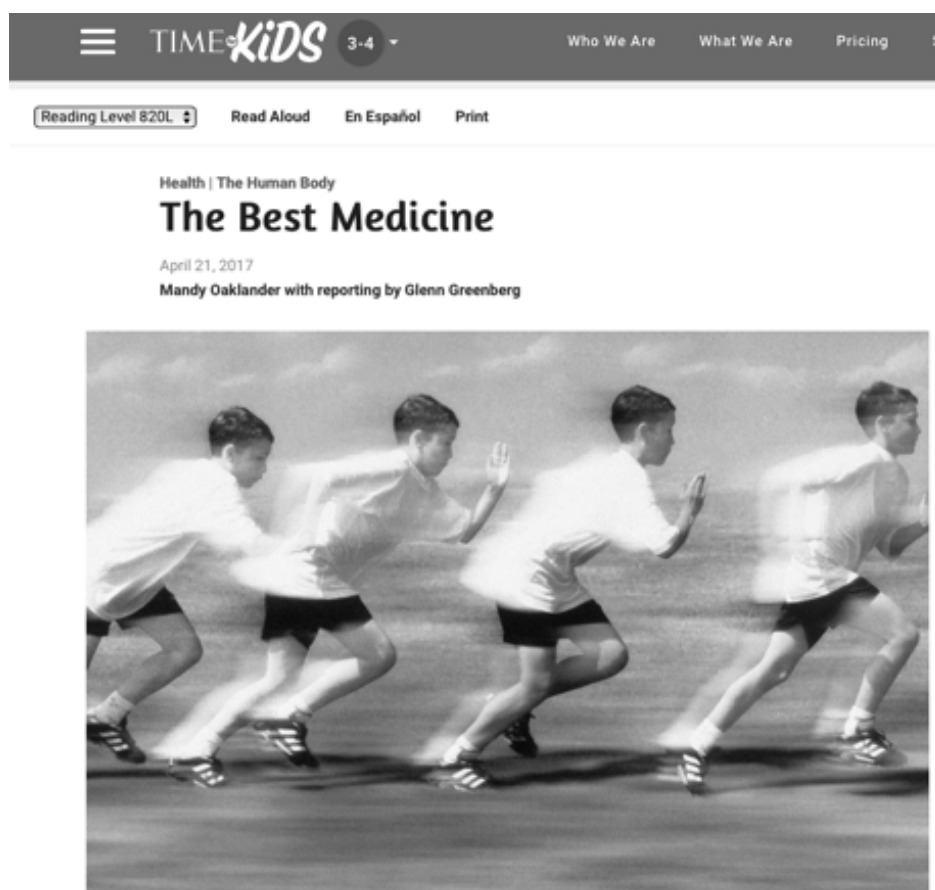 TIME for KiDS 3-4 Who We Are What We Are Pricing
Reading Level 820L Read Aloud En Español Print
Health | The Human Body
The Best Medicine
April 21, 2017
Mandy Oaklander with reporting by Glenn Greenberg